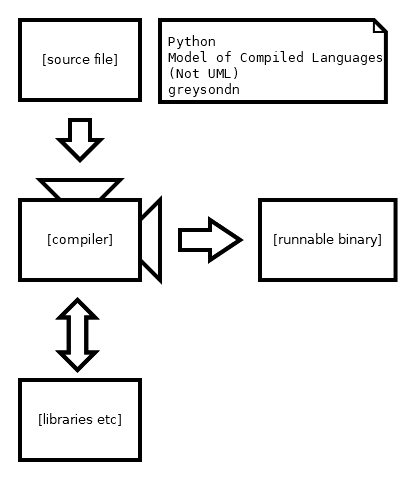 [source file]
Python
Model of Compiled Languages
(Not UML)
greysondn
[compiler]
[runnable binary]
[libraries etc]